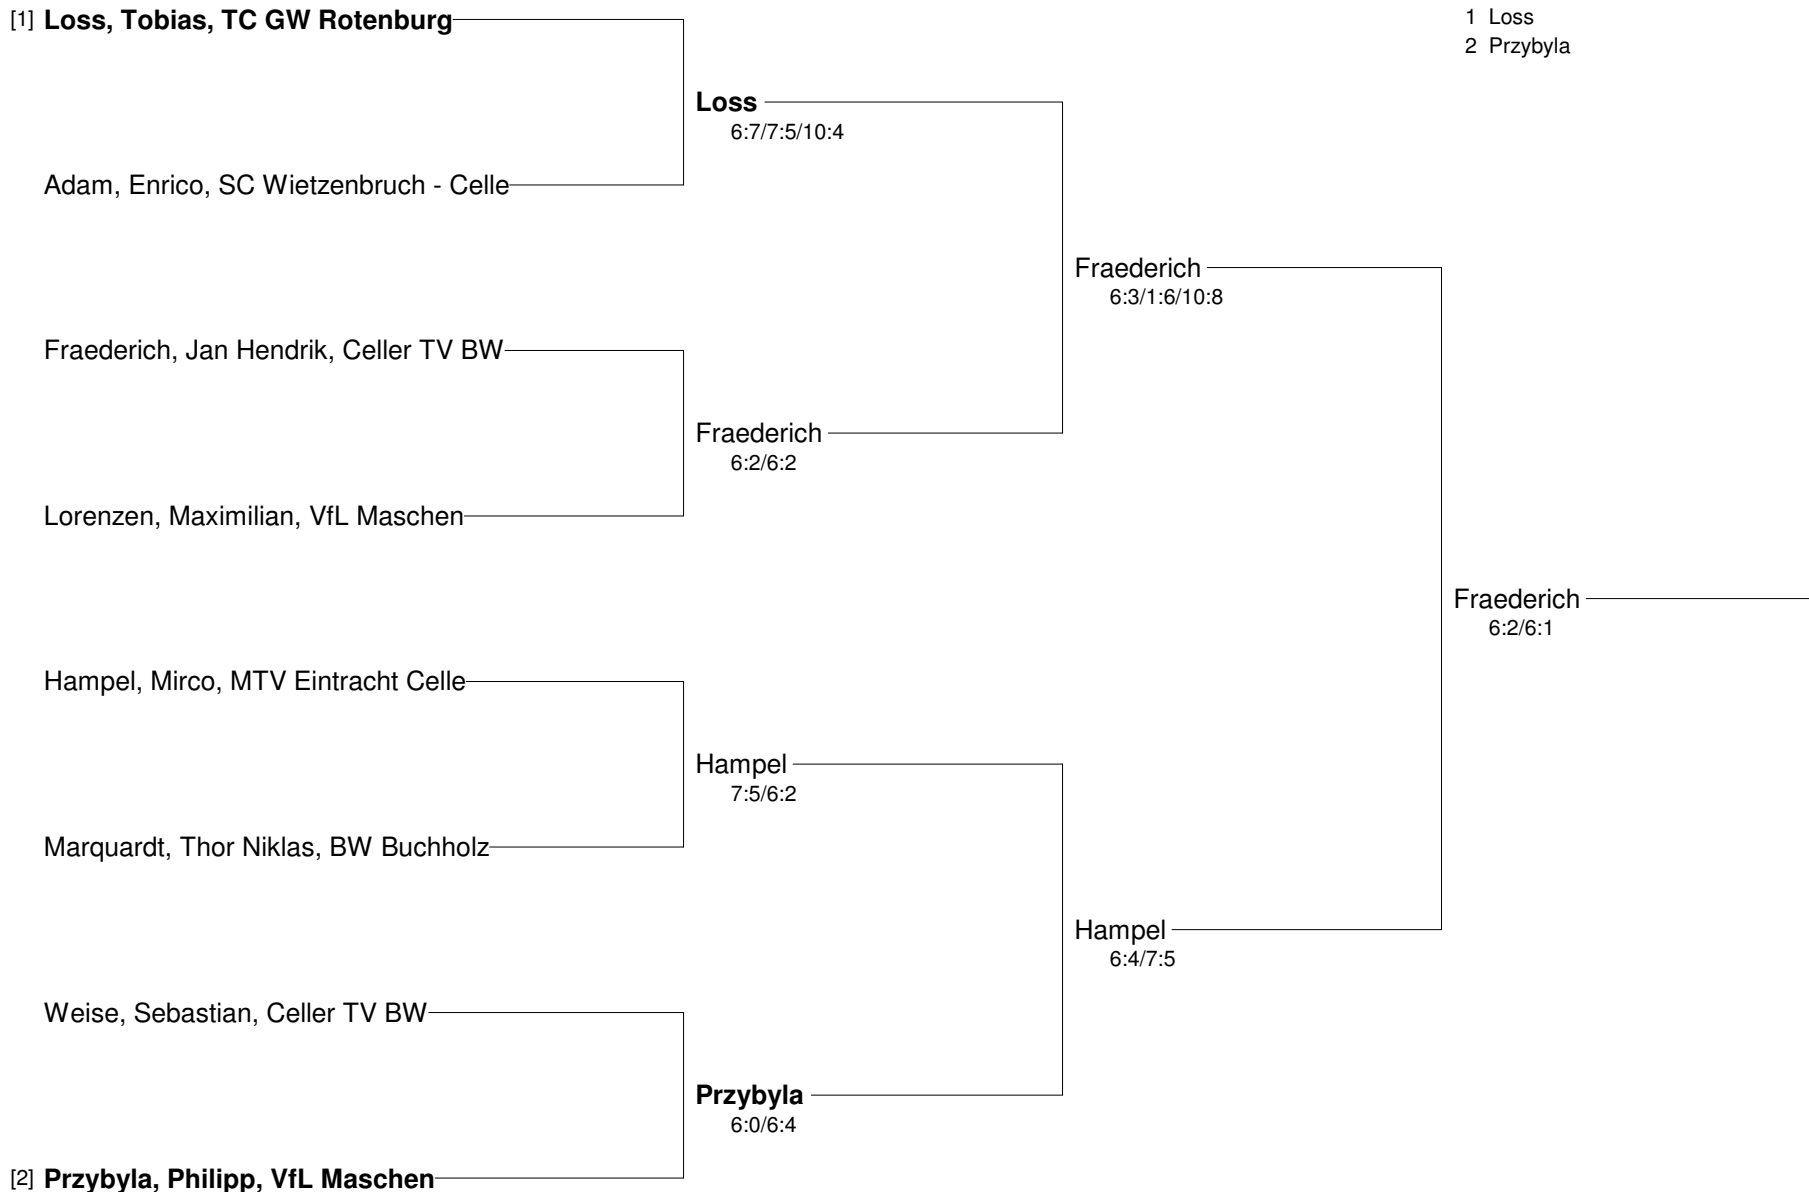 [1] Loss, Tobias, TC GW Rotenburg
1 Loss
2 Przybyla
Loss
6:7/7:5/10:4
Adam, Enrico, SC Wietzenbruch - Celle
Fraederich
6:3/1:6/10:8
Fraederich, Jan Hendrik, Celler TV BW
Fraederich
6:2/6:2
Lorenzen, Maximilian, VfL Maschen
Fraederich
6:2/6:1
Hampel, Mirco, MTV Eintracht Celle
Hampel
7:5/6:2
Marquardt, Thor Niklas, BW Buchholz
Hampel
6:4/7:5
Weise, Sebastian, Celler TV BW
Przybyla
6:0/6:4
[2] Przybyla, Philipp, VfL Maschen